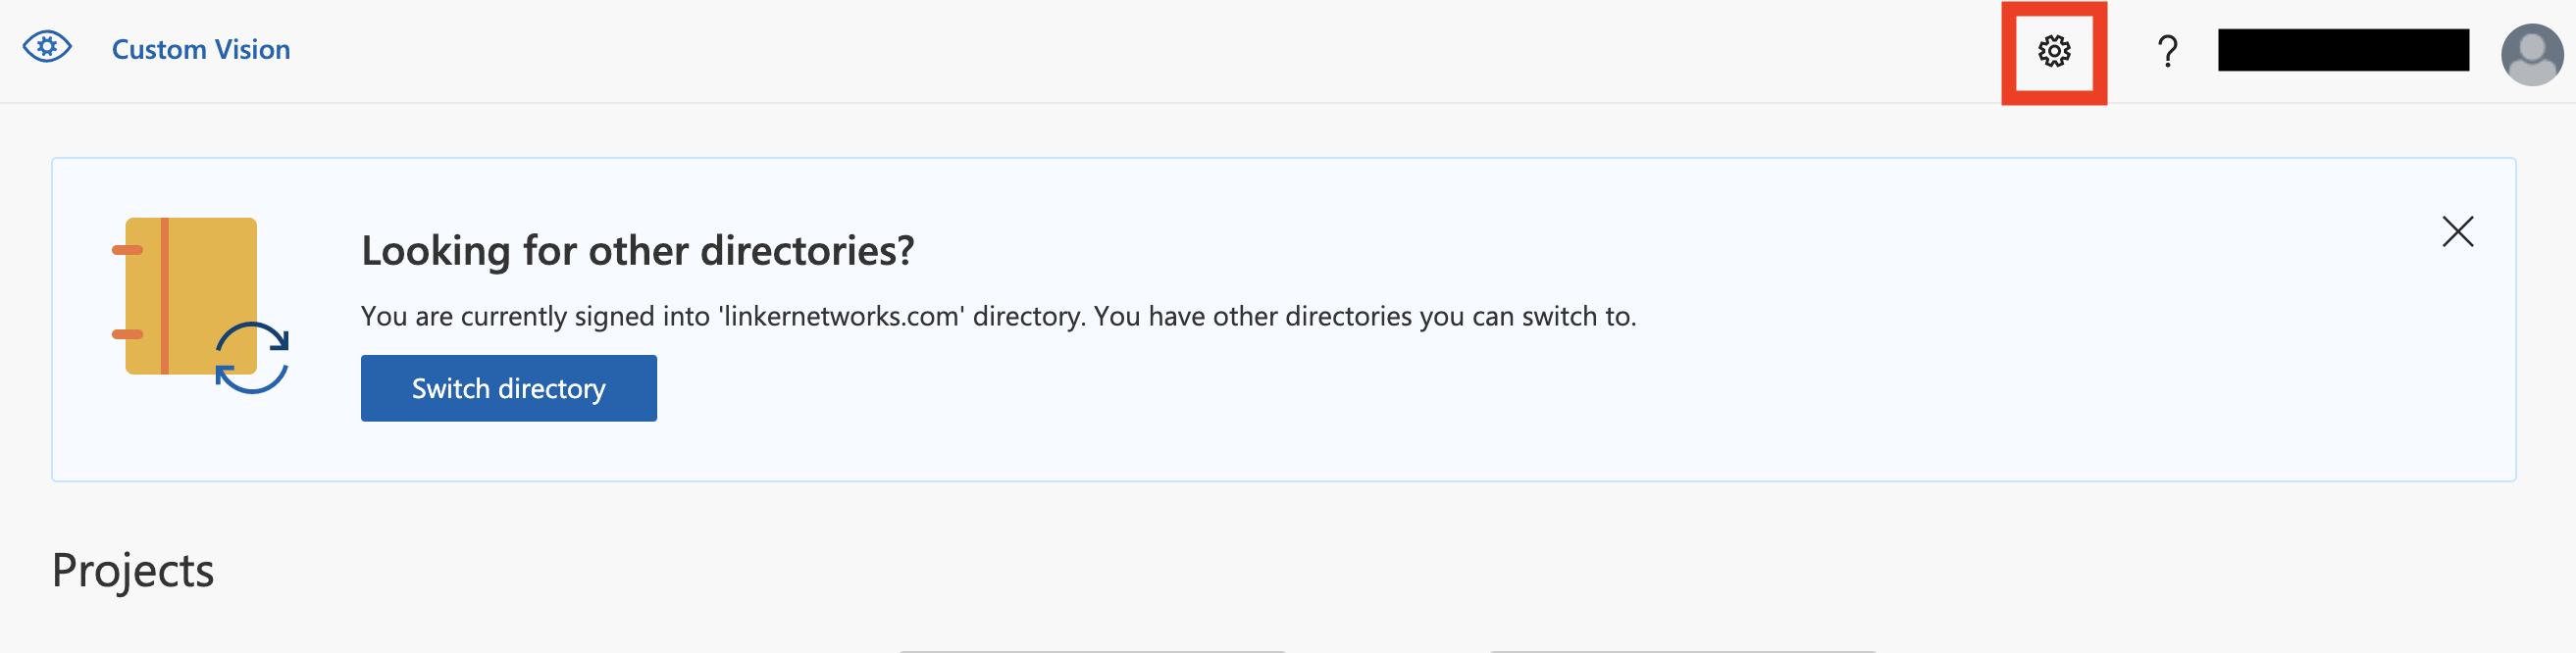 Custom Vision
?
Looking for other directories?
You are currently signed into 'linkernetworks.com' directory. You have other directories you can switch to.
Switch directory
Projects